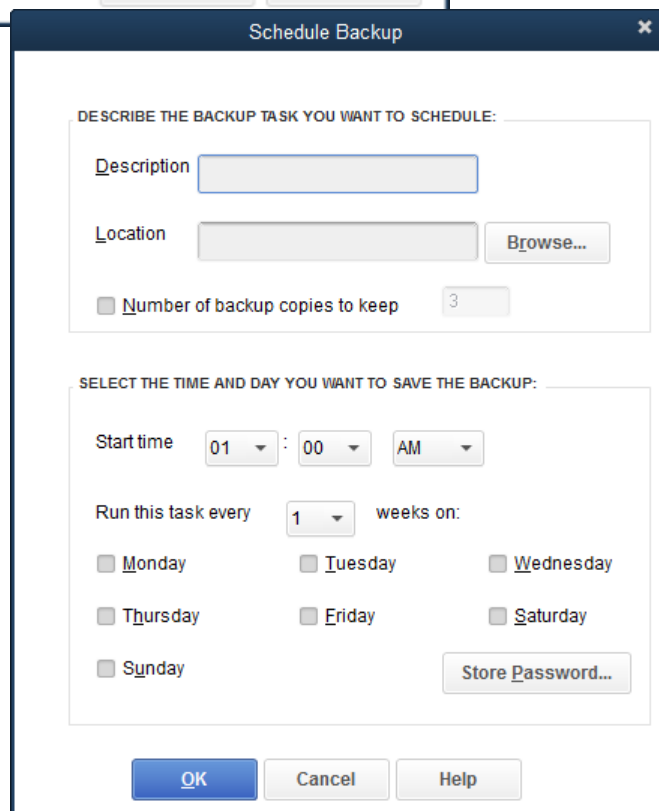 Schedule Backup
DESCRIBE THE BACKUP TASK YOU WANT TO SCHEDULE:
Description
Location
Browse...
Number of backup copies to keep 3
SELECT THE TIME AND DAY YOU WANT TO SAVE THE BACKUP:
Start time 01 : 00 AM
Run this task every 1 weeks on:
Monday Tuesday Wednesday
Thursday Friday Saturday
Sunday Store Password...
OK Cancel Help